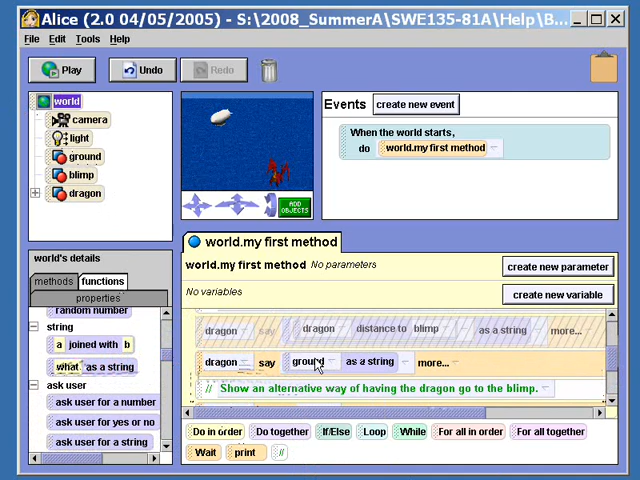 Alice (2.0 04/05/2005) - S:\2008_SummerA\SWE135-81A\Help\B...
File Edit Tools Help
Play Undo Redo
world
camera
light
ground
blimp
dragon
ADD OBJECTS
Events create new event
When the world starts,
do world.my first method
world's details
methods functions
properties
random number
string
a joined with b
what as a string
ask user
ask user for a number
ask user for yes or no
ask user for a string
world.my first method
world.my first method No parameters create new parameter
No variables create new variable
dragon say dragon distance to blimp as a string more...
dragon say ground as a string more...
// Show an alternative way of having the dragon go to the blimp.
Do in order Do together If/Else Loop While For all in order For all together
Wait print //